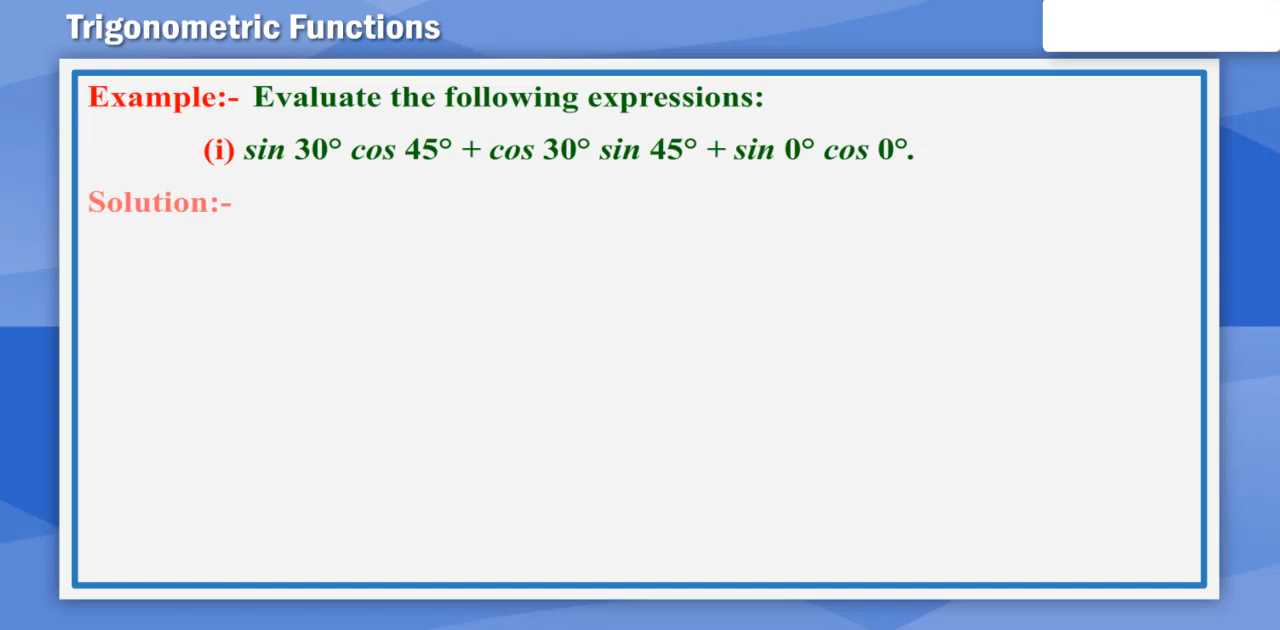 Trigonometric Functions
Example:- Evaluate the following expressions:
(i) sin 30° cos 45° + cos 30° sin 45° + sin 0° cos 0°.
Solution:-